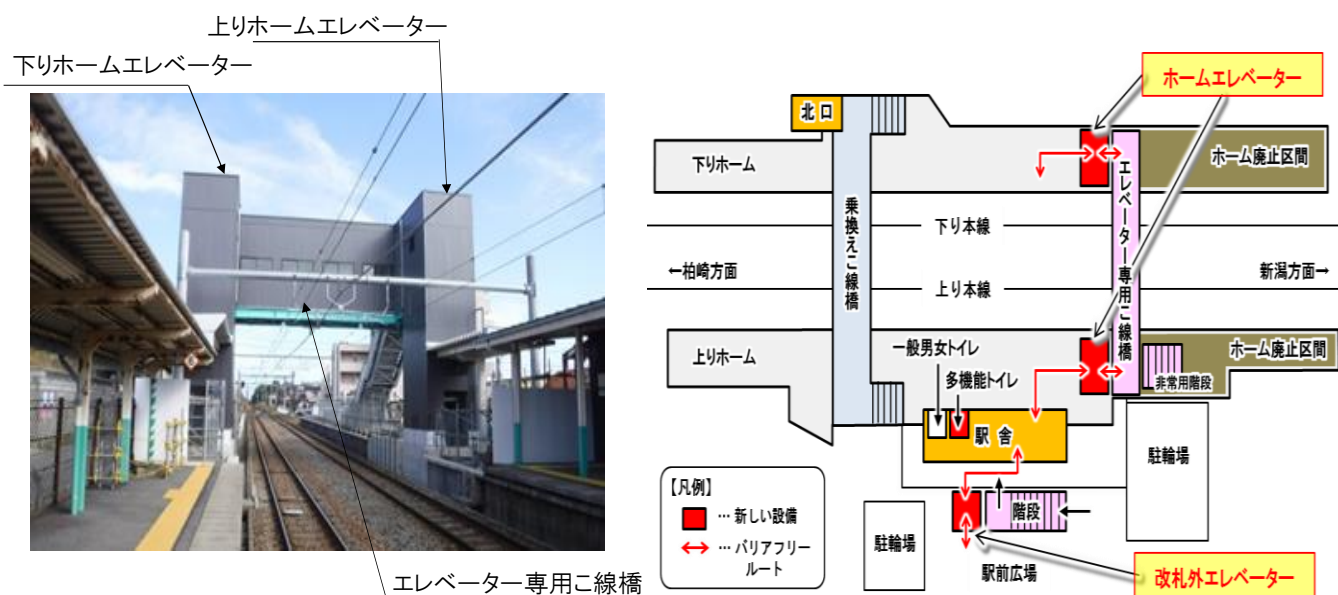 上りホームエレベーター
下りホームエレベーター
エレベーター専用こ線橋
ホームエレベーター
北口
下りホーム
ホーム廃止区間
エレベーター専用こ線橋
乗換えこ線橋
下り本線
←柏崎方面
新潟方面→
上り本線
上りホーム
一般男女トイレ
多機能トイレ
ホーム廃止区間
非常用階段
駅舎
駐輪場
【凡例】
… 新しい設備
… バリアフリー
ルート
階段
駐輪場
駅前広場
改札外エレベーター